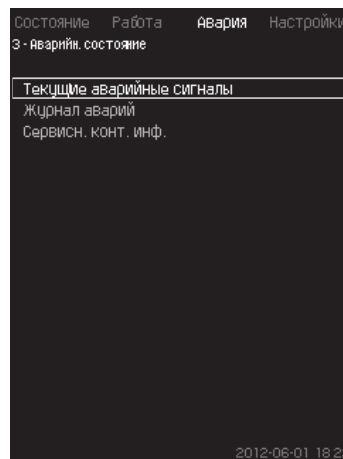 Состояние Работа Авария Настройки
3 - Аварийн. состояние
Текущие аварийные сигналы
Журнал аварий
Сервисн. конт. инф.
2012-06-01 18:2